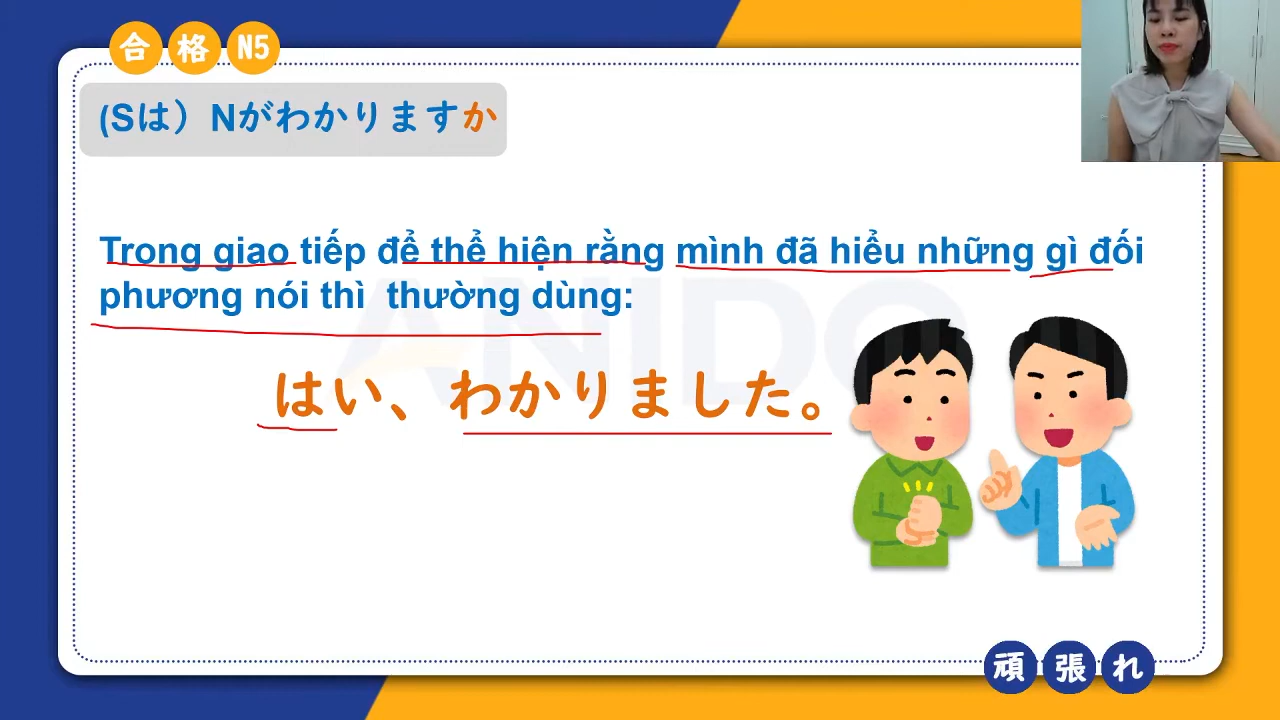 合格N5
(Sは）Nがわかりますか
Trong giao tiếp để thể hiện rằng mình đã hiểu những gì đối
phương nói thì thường dùng:
ANIDO
はい、わかりました。
頑張れ